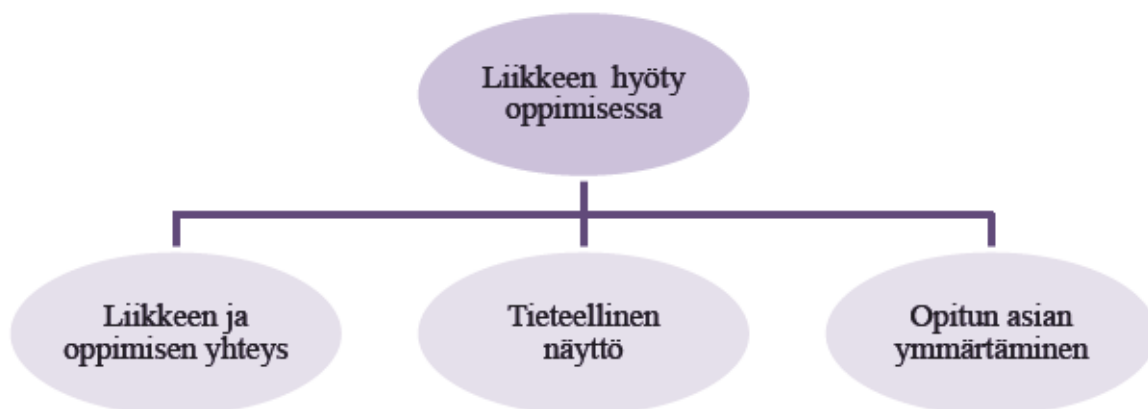 Liikkeen hyöty
oppimisessa
Liikkeen ja
oppimisen yhteys
Tieteellinen
näyttö
Opitun asian
ymmärtäminen